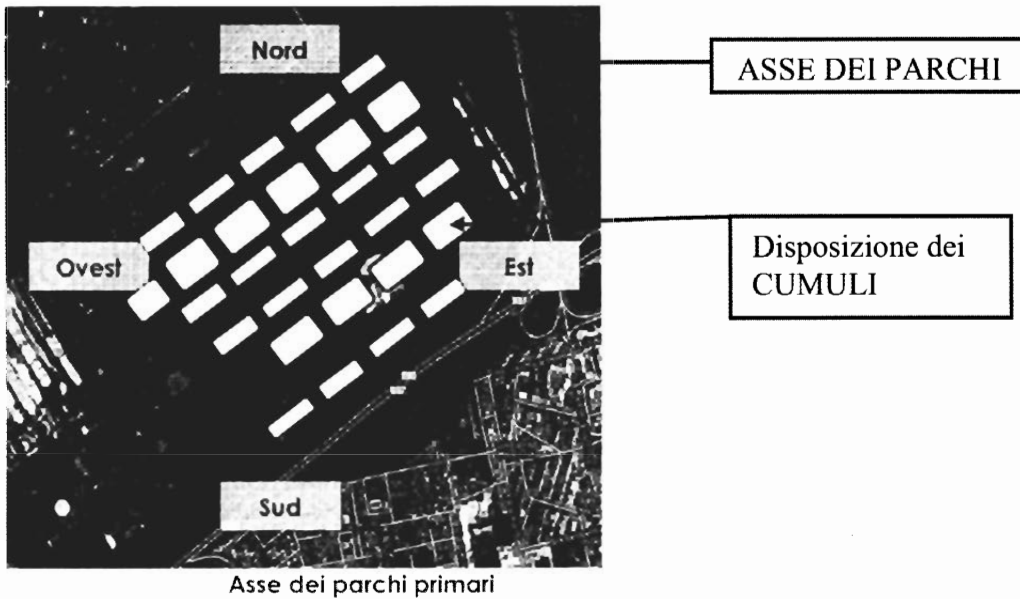 Nord
ASSE DEI PARCHI
Ovest
Est
Disposizione dei
CUMULI
Sud
Asse dei parchi primari